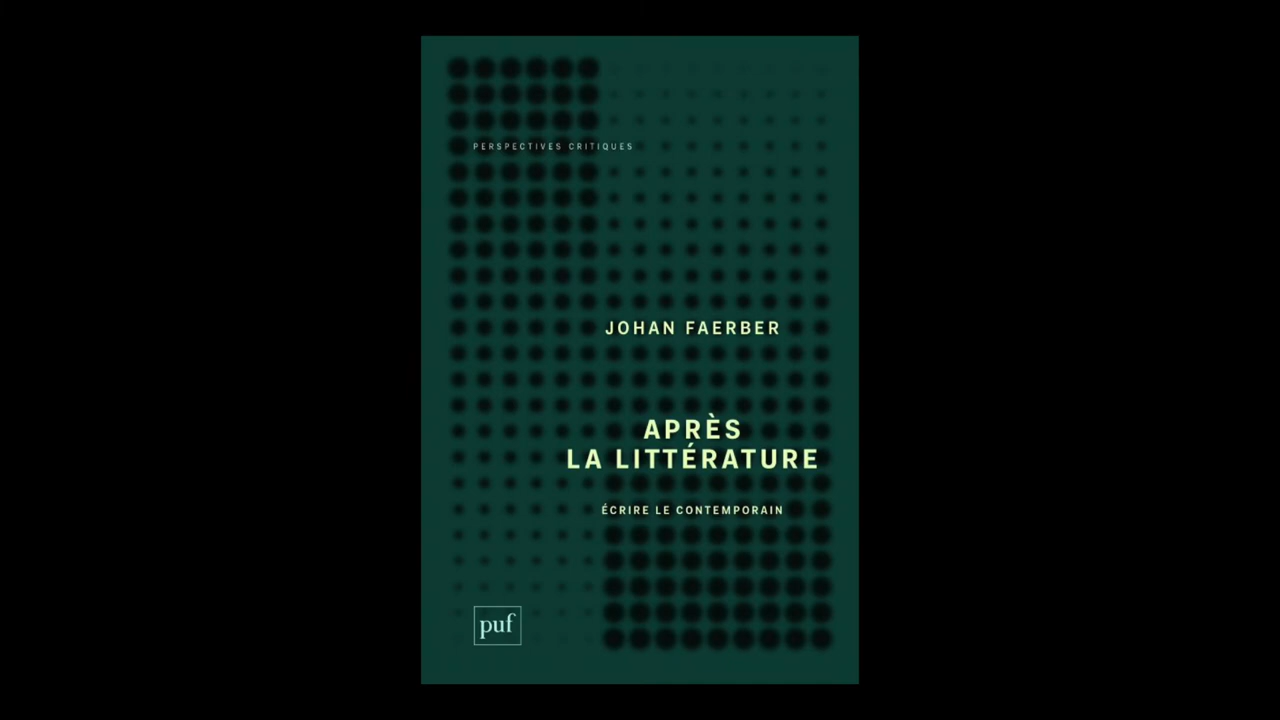 PERSPECTIVES CRITIQUES
JOHAN FAERBER
APRÈS
LA LITTÉRATURE
ÉCRIRE LE CONTEMPORAIN
puf